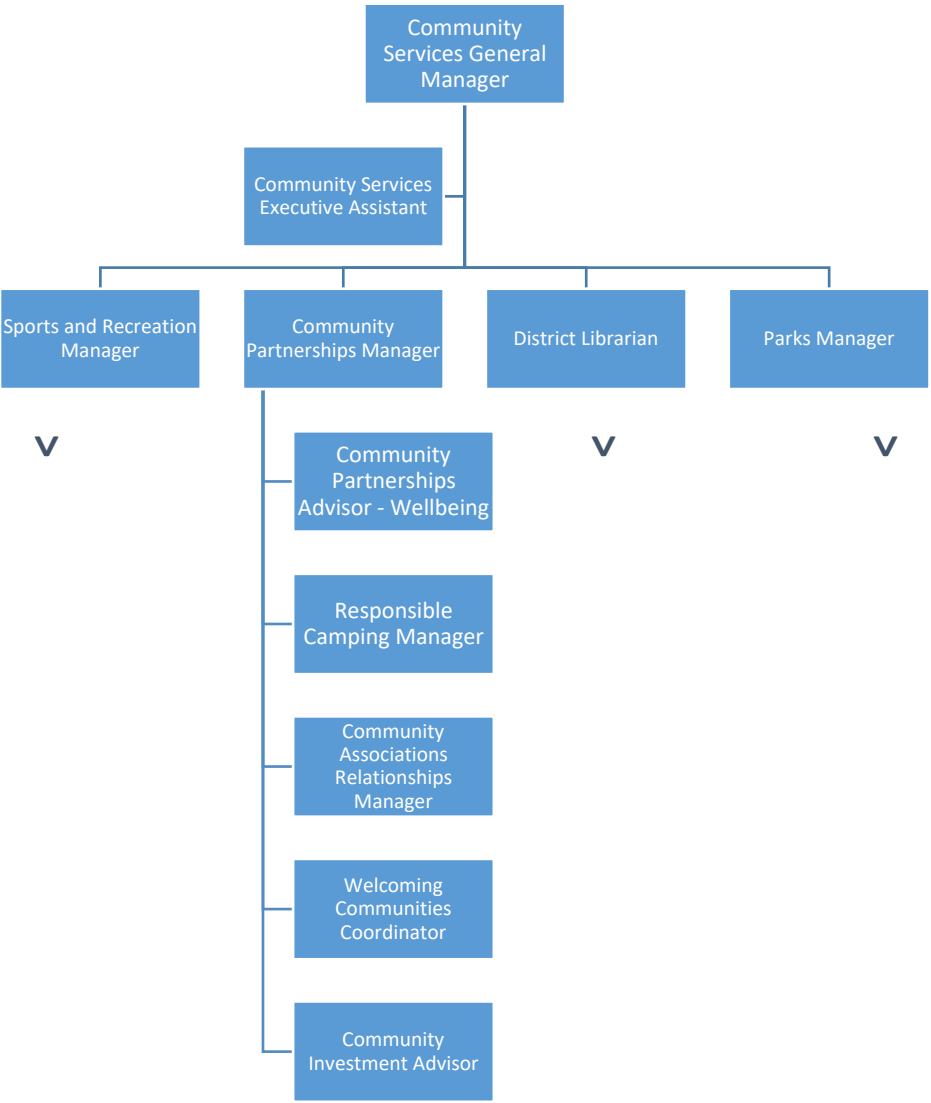 Community
Services General
Manager
Community Services
Executive Assistant
Sports and Recreation
Manager
Community
Partnerships Manager
District Librarian
Parks Manager
V
V
V
Community
Partnerships
Advisor - Wellbeing
Responsible
Camping Manager
Community
Associations
Relationships
Manager
Welcoming
Communities
Coordinator
Community
Investment Advisor